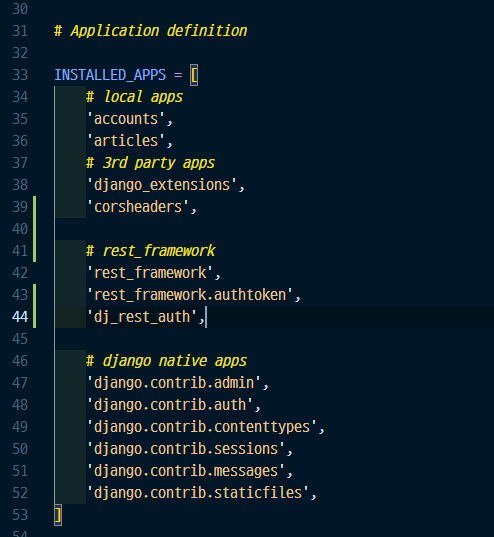 30
31 # Application definition
32
33 INSTALLED_APPS = [
34 # local apps
35 'accounts',
36 'articles',
37 # 3rd party apps
38 'django_extensions',
39 'corsheaders',
40
41 # rest_framework
42 'rest_framework',
43 'rest_framework.authtoken',
44 'dj_rest_auth',
45
46 # django native apps
47 'django.contrib.admin',
48 'django.contrib.auth',
49 'django.contrib.contenttypes',
50 'django.contrib.sessions',
51 'django.contrib.messages',
52 'django.contrib.staticfiles',
53 ]
54